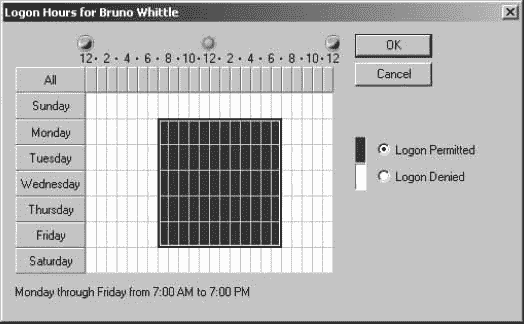 Logon Hours for Bruno Whittle
OK
12 · 2 · 4 · 6 · 8 · 10 · 12 · 2 · 4 · 6 · 8 · 10 · 12
Cancel
All
Sunday
Monday
Tuesday
Wednesday
Thursday
Friday
Saturday
Logon Permitted
Logon Denied
Monday through Friday from 7:00 AM to 7:00 PM